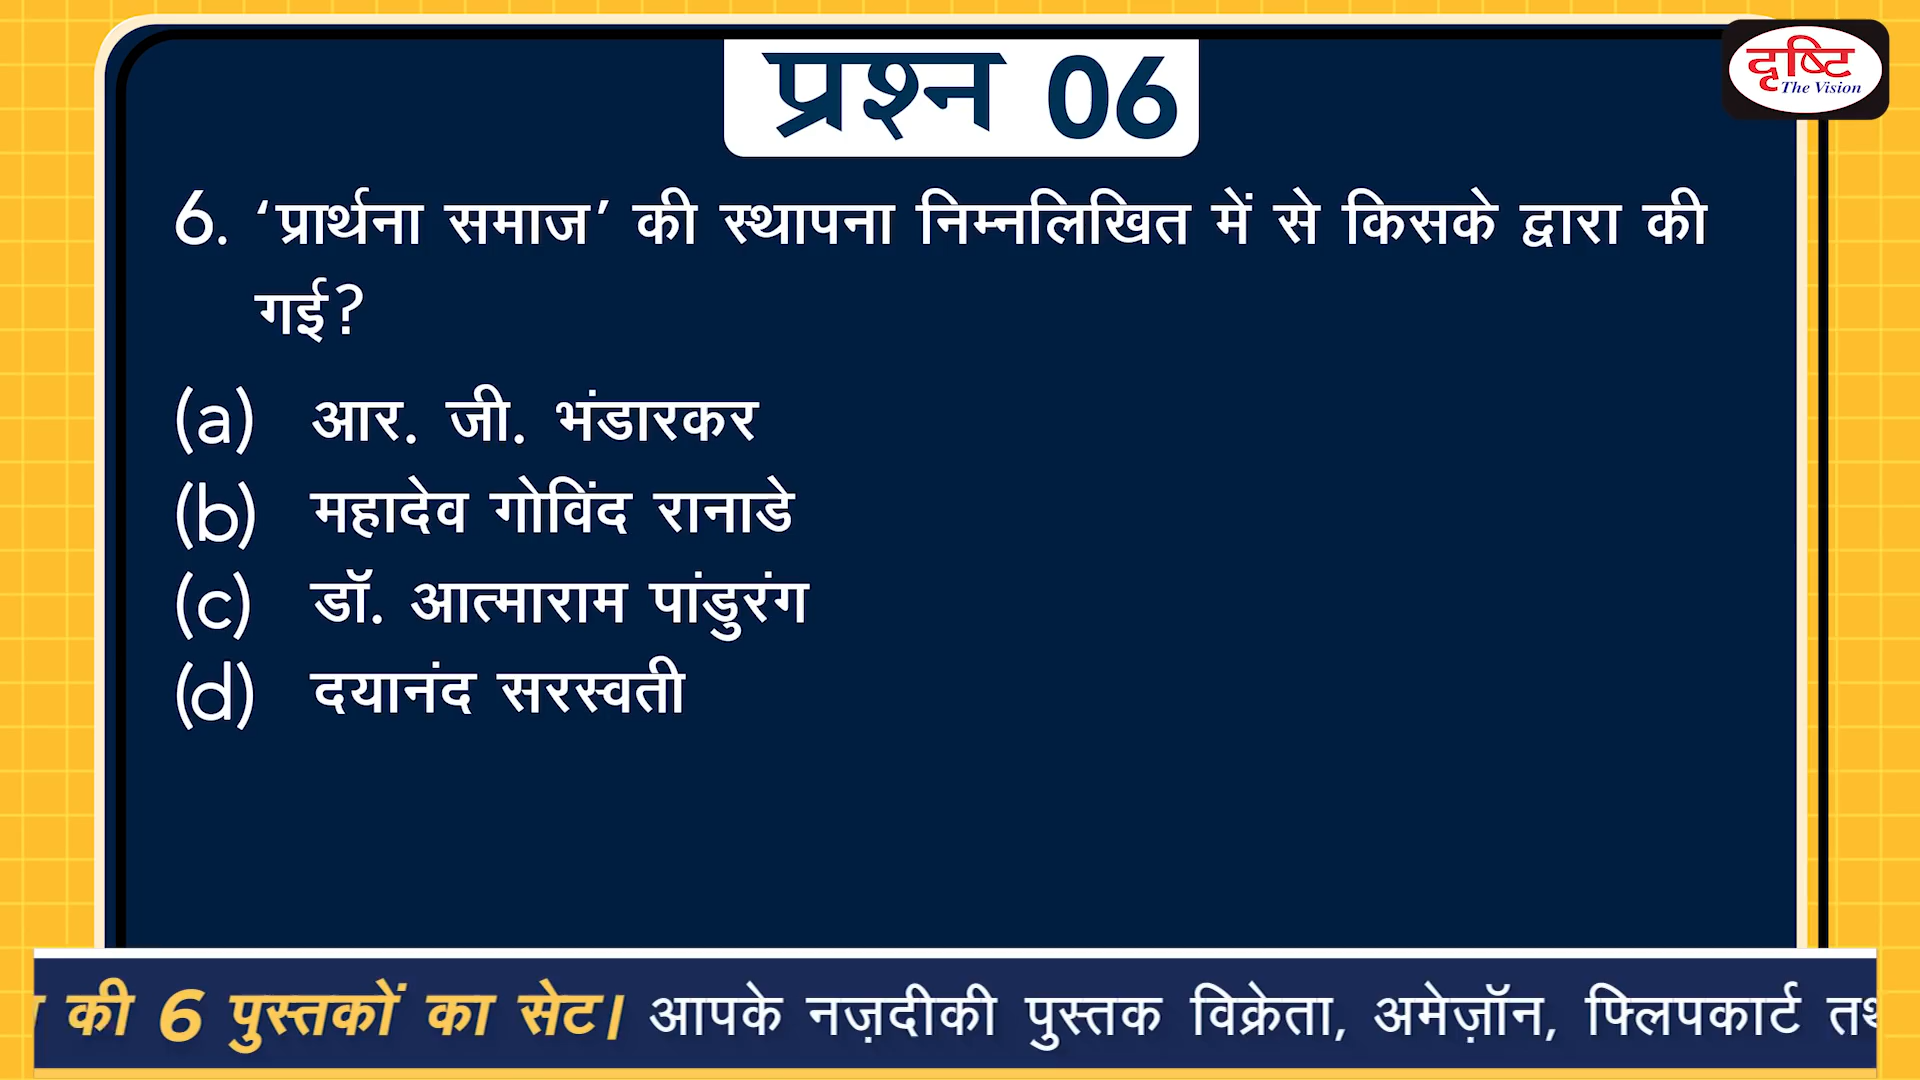 प्रश्न 06
दृष्टि
The Vision
6. ‘प्रार्थना समाज’ की स्थापना निम्नलिखित में से किसके द्वारा की
गई?
(a) आर. जी. भंडारकर
(b) महादेव गोविंद रानाडे
(c) डॉ. आत्माराम पांडुरंग
(d) दयानंद सरस्वती
की 6 पुस्तकों का सेट। आपके नज़दीकी पुस्तक विक्रेता, अमेज़ॉन, फ्लिपकार्ट